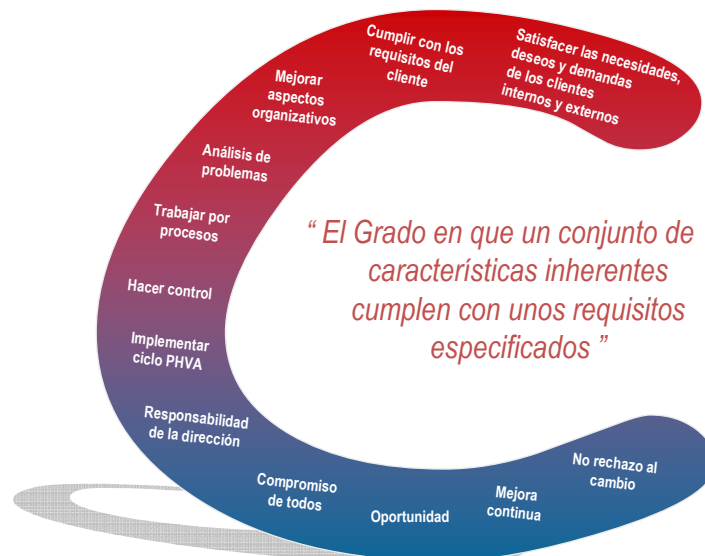 Satisfacer las necesidades,
deseos y demandas
de los clientes
internos y externos
Cumplir con los
requisitos del
cliente
Mejorar
aspectos
organizativos
Análisis de
problemas
Trabajar por
procesos
Hacer control
Implementar
ciclo PHVA
Responsabilidad
de la dirección
Compromiso
de todos
Oportunidad
Mejora
continua
No rechazo al
cambio
“ El Grado en que un conjunto de
características inherentes
cumplen con unos requisitos
especificados ”